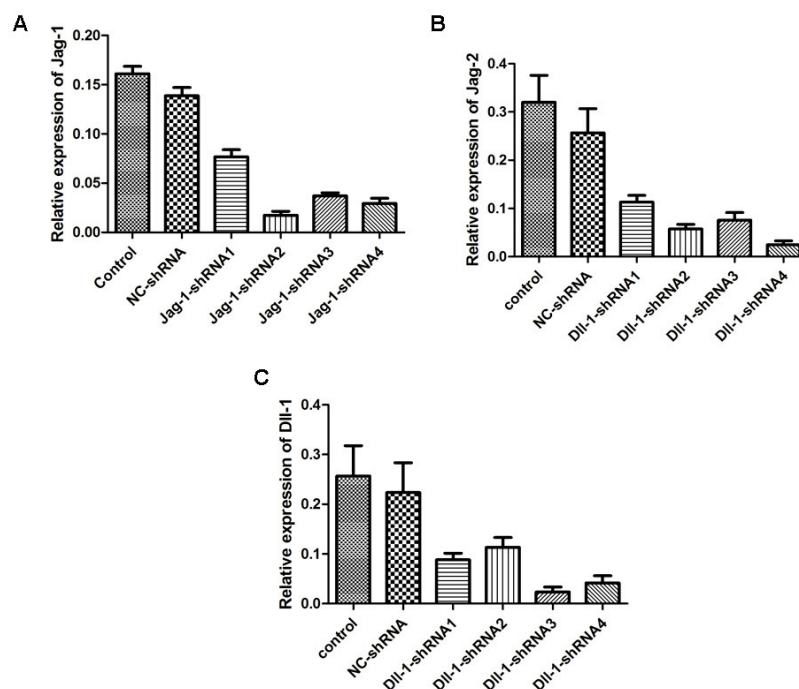 A
Relative expression of Jag-1
0.20
0.15
0.10
0.05
0.00
Control
NC-shRNA
Jag-1-shRNA1
Jag-1-shRNA2
Jag-1-shRNA3
Jag-1-shRNA4
B
Relative expression of Jag-2
0.4
0.3
0.2
0.1
0.0
control
NC-shRNA
Dll-1-shRNA1
Dll-1-shRNA2
Dll-1-shRNA3
Dll-1-shRNA4
C
Relative expression of Dll-1
0.4
0.3
0.2
0.1
0.0
control
NC-shRNA
Dll-1-shRNA1
Dll-1-shRNA2
Dll-1-shRNA3
Dll-1-shRNA4